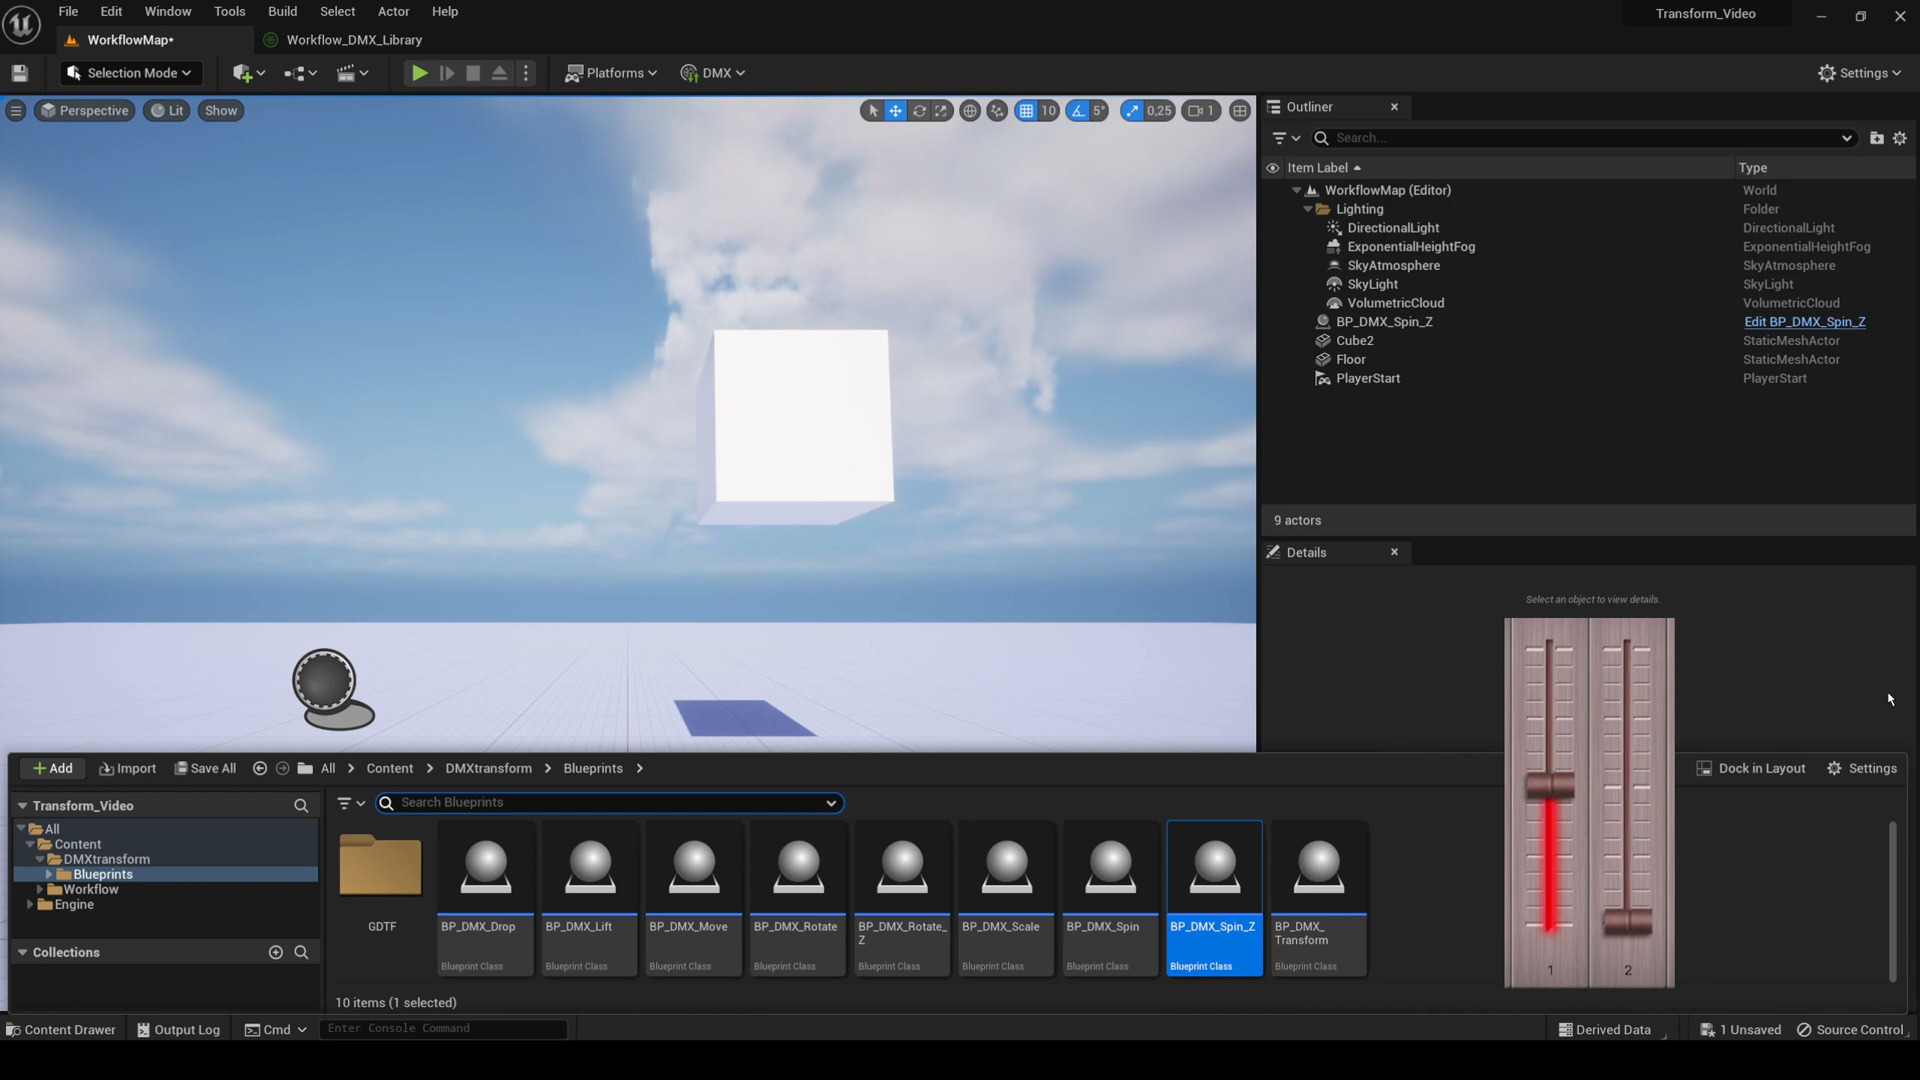 File Edit Window Tools Build Select Actor Help
Transform_Video
WorkflowMap*
Workflow_DMX_Library
Selection Mode
Platforms
DMX
Settings
Perspective
Lit
Show
10
5°
0,25
1
Outliner
Search...
Item Label
Type
WorkflowMap (Editor)
World
Lighting
Folder
DirectionalLight
DirectionalLight
ExponentialHeightFog
ExponentialHeightFog
SkyAtmosphere
SkyAtmosphere
SkyLight
SkyLight
VolumetricCloud
VolumetricCloud
BP_DMX_Spin_Z
Edit BP_DMX_Spin_Z
Cube2
StaticMeshActor
Floor
StaticMeshActor
PlayerStart
PlayerStart
9 actors
Details
Select an object to view details.
1
2
Add
Import
Save All
All
Content
DMXtransform
Blueprints
Dock in Layout
Settings
Transform_Video
All
Content
DMXtransform
Blueprints
Workflow
Engine
Collections
Search Blueprints
GDTF
BP_DMX_Drop
Blueprint Class
BP_DMX_Lift
Blueprint Class
BP_DMX_Move
Blueprint Class
BP_DMX_Rotate
Blueprint Class
BP_DMX_Rotate_
Z
Blueprint Class
BP_DMX_Scale
Blueprint Class
BP_DMX_Spin
Blueprint Class
BP_DMX_Spin_Z
Blueprint Class
BP_DMX_
Transform
Blueprint Class
10 items (1 selected)
Content Drawer
Output Log
Cmd
Enter Console Command
Derived Data
1 Unsaved
Source Control